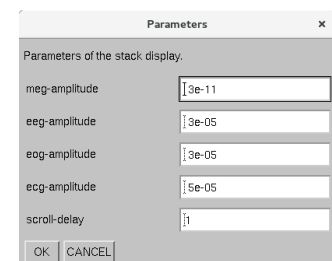 Parameters
Parameters of the stack display.
meg-amplitude 3e-11
eeg-amplitude 3e-05
eog-amplitude 3e-05
ecg-amplitude 5e-05
scroll-delay 1
OK CANCEL